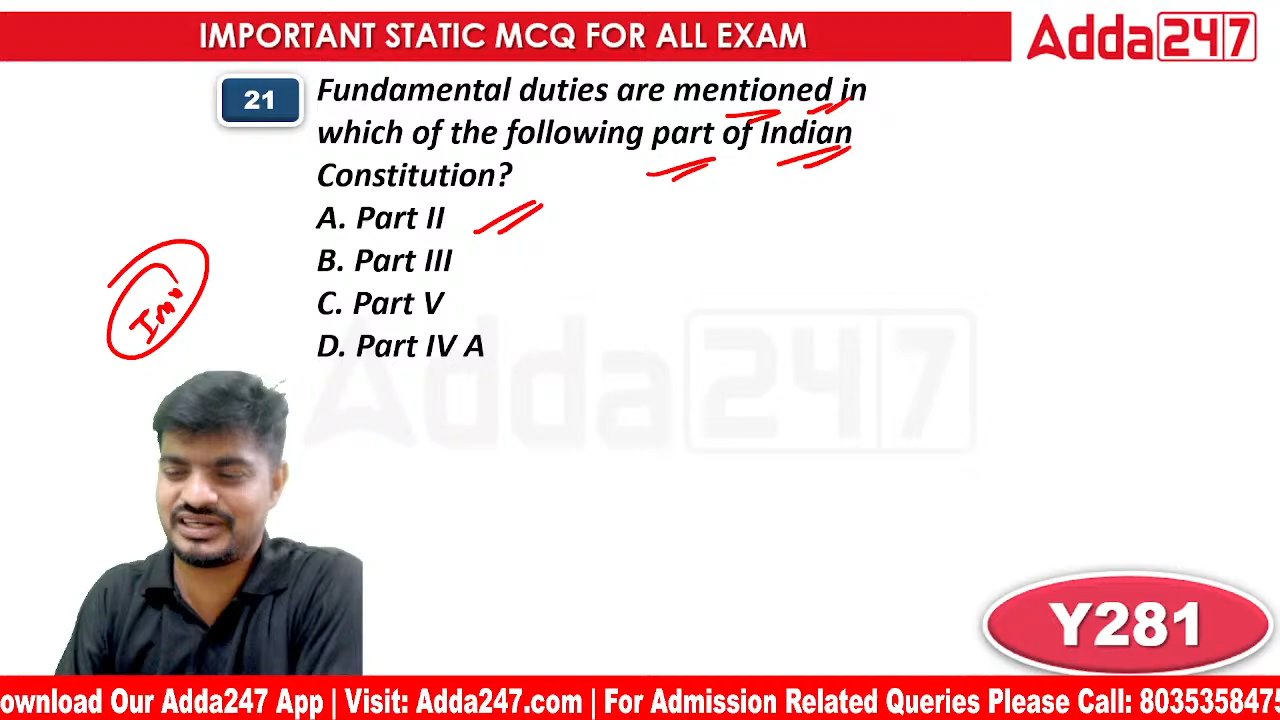 IMPORTANT STATIC MCQ FOR ALL EXAM
Adda247
21
Fundamental duties are mentioned in
which of the following part of Indian
Constitution?
A. Part II
B. Part III
C. Part V
D. Part IV A
Adda247
Y281
ownload Our Adda247 App | Visit: Adda247.com | For Admission Related Queries Please Call: 8035358475